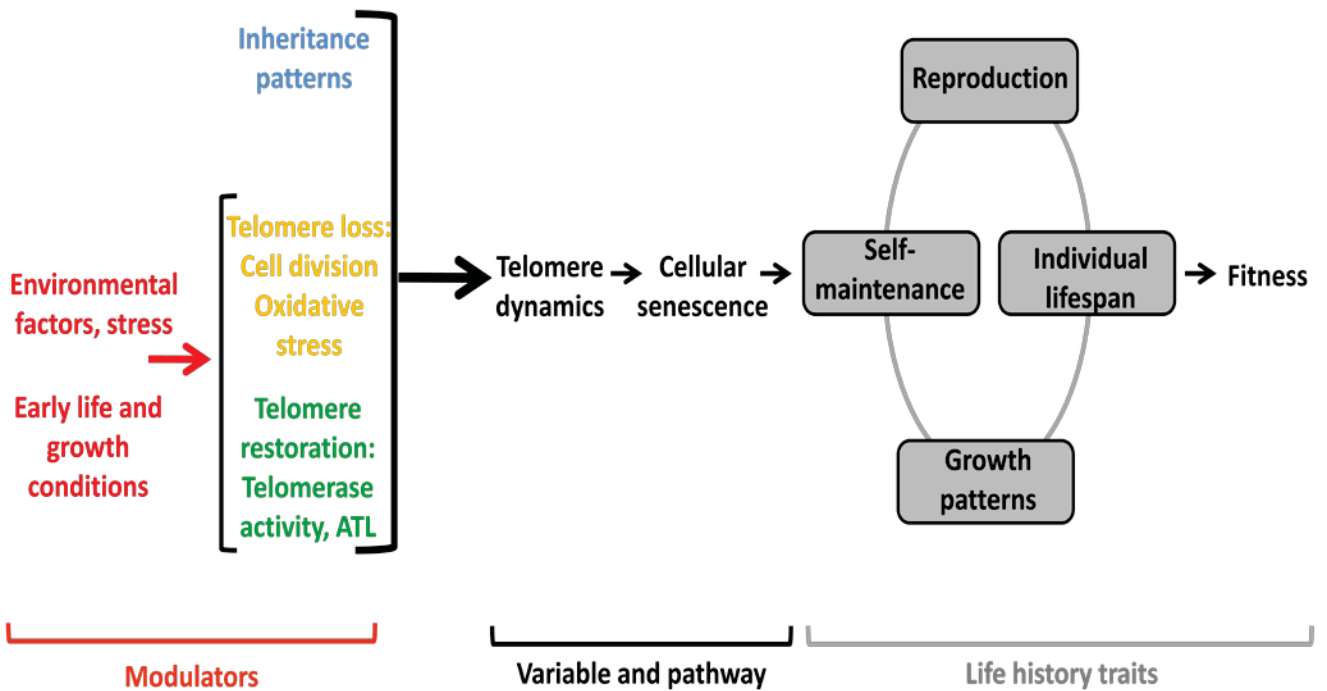 Inheritance
patterns
Telomere loss:
Cell division
Oxidative
stress
Telomere
restoration:
Telomerase
activity, ATL
Environmental
factors, stress
Early life and
growth
conditions
Telomere
dynamics
Cellular
senescence
Reproduction
Self-
maintenance
Individual
lifespan
Growth
patterns
Fitness
Modulators
Variable and pathway
Life history traits